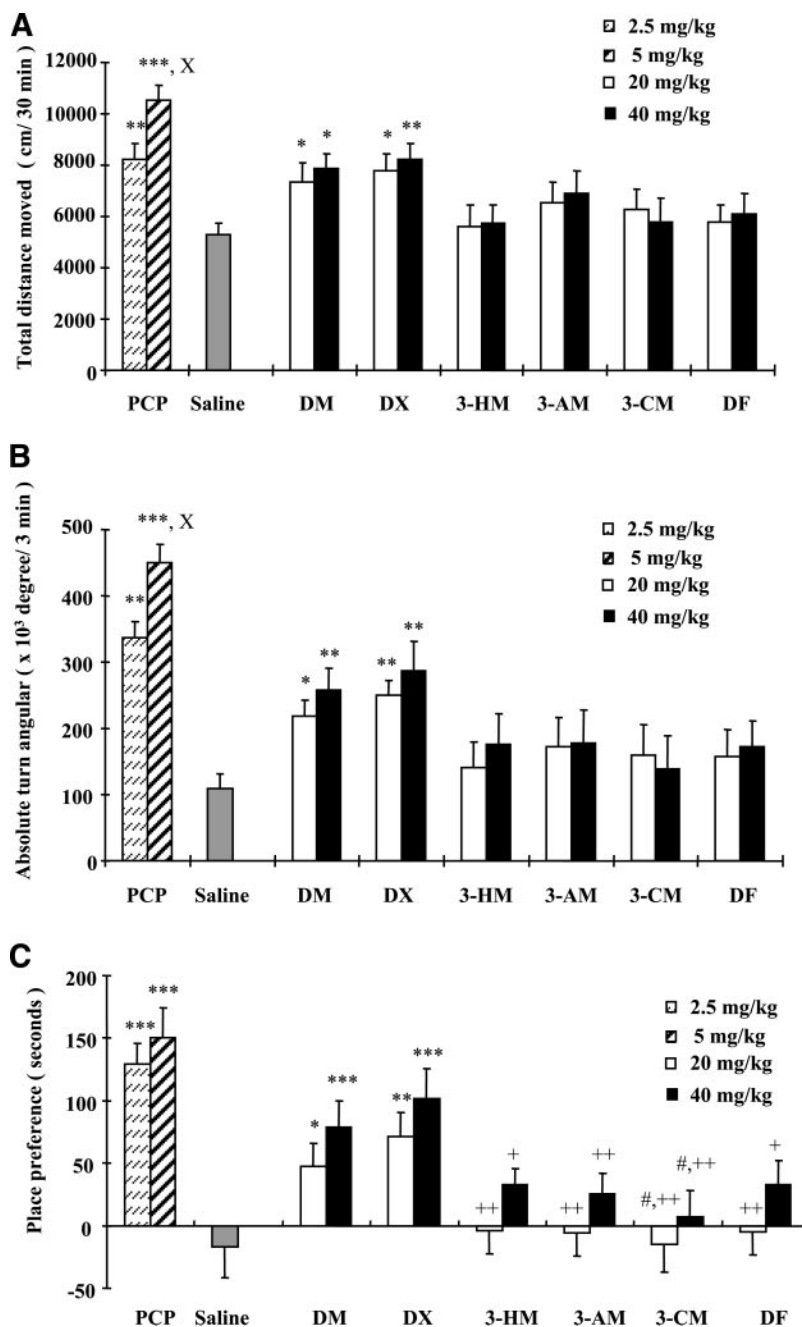 A
Total distance moved ( cm/ 30 min )
12000
10000
8000
6000
4000
2000
0
**
***, X
*
*
*
**
2.5 mg/kg
5 mg/kg
20 mg/kg
40 mg/kg
PCP Saline DM DX 3-HM 3-AM 3-CM DF
B
Absolute turn angular ( x 10³ degree/ 3 min )
500
400
300
200
100
0
**
***, X
*
**
**
**
2.5 mg/kg
5 mg/kg
20 mg/kg
40 mg/kg
PCP Saline DM DX 3-HM 3-AM 3-CM DF
C
Place preference ( seconds )
200
150
100
50
0
-50
***
***
*
***
**
***
++
+
++
++
#,++
#,++
++
+
2.5 mg/kg
5 mg/kg
20 mg/kg
40 mg/kg
PCP Saline DM DX 3-HM 3-AM 3-CM DF